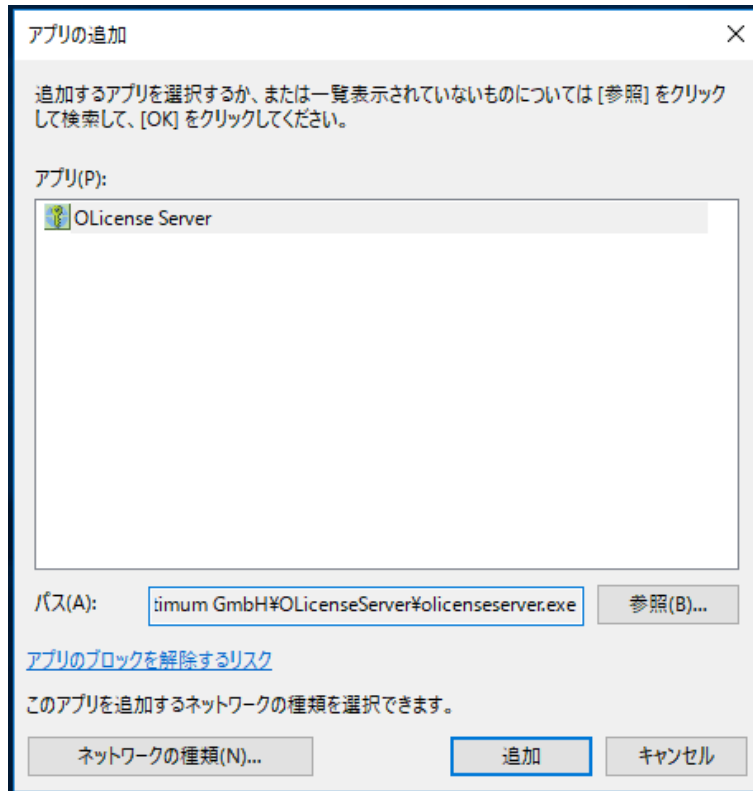 アプリの追加
追加するアプリを選択するか、または一覧表示されていないものについては [参照] をクリック
して検索して、[OK] をクリックしてください。
アプリ(P):
OLicense Server
パス(A):
timum GmbH¥OLicenseServer¥olicenseserver.exe
参照(B)...
アプリのブロックを解除するリスク
このアプリを追加するネットワークの種類を選択できます。
ネットワークの種類(N)...
追加
キャンセル